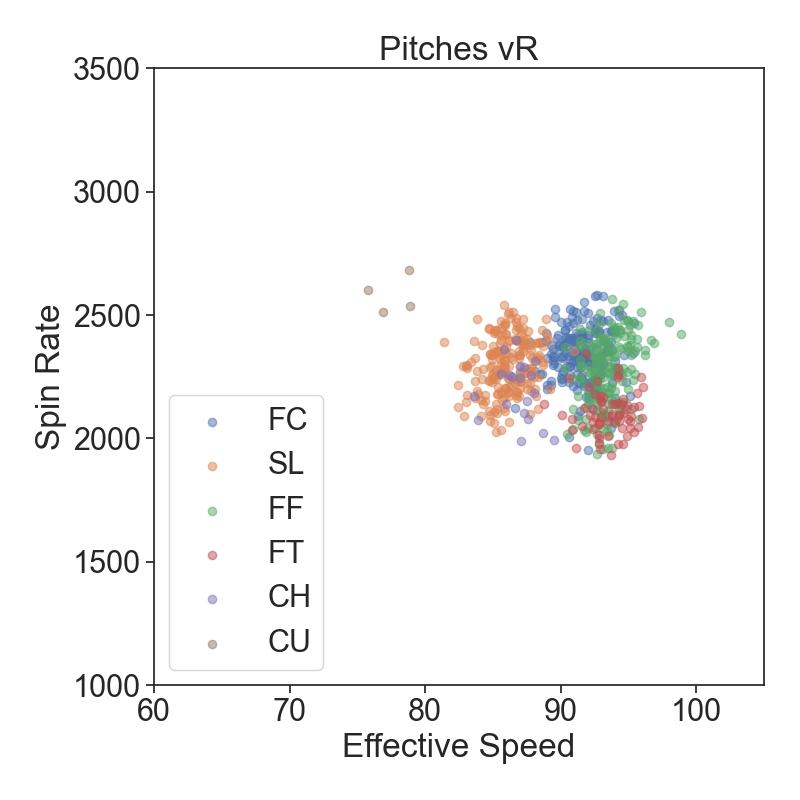 Pitches vR
3500
3000
2500
2000
1500
1000
Spin Rate
FC
SL
FF
FT
CH
CU
60 70 80 90 100
Effective Speed